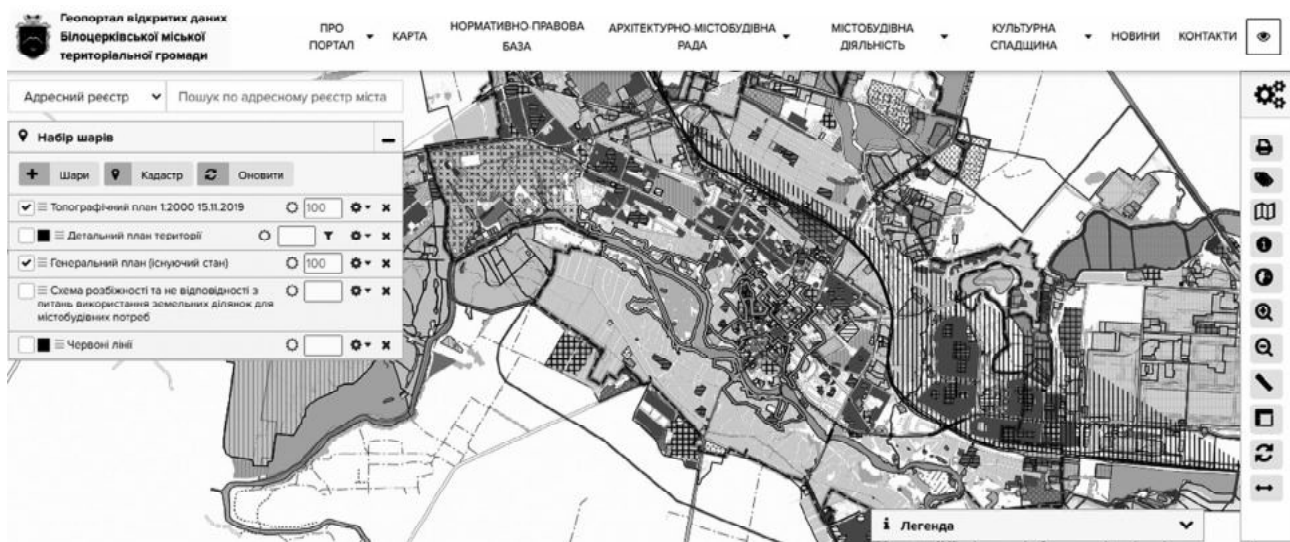 Геопортал відкритих даних
Білоцерківської міської
територіальної громади
ПРО
ПОРТАЛ
КАРТА
НОРМАТИВНО-ПРАВОВА
БАЗА
АРХІТЕКТУРНО-МІСТОБУДІВНА
РАДА
МІСТОБУДІВНА
ДІЯЛЬНІСТЬ
КУЛЬТУРНА
СПАДЩИНА
НОВИНИ
КОНТАКТИ
Адресний реєстр
Пошук по адресному реєстр міста
Набір шарів
Шари
Кадастр
Оновити
Топографічний план 1:2000 15.11.2019
100
Детальний план території
Генеральний план (існуючий стан)
100
Схема розбіжності та не відповідності з
питань використання земельних ділянок для
містобудівних потреб
Червоні лінії
Легенда